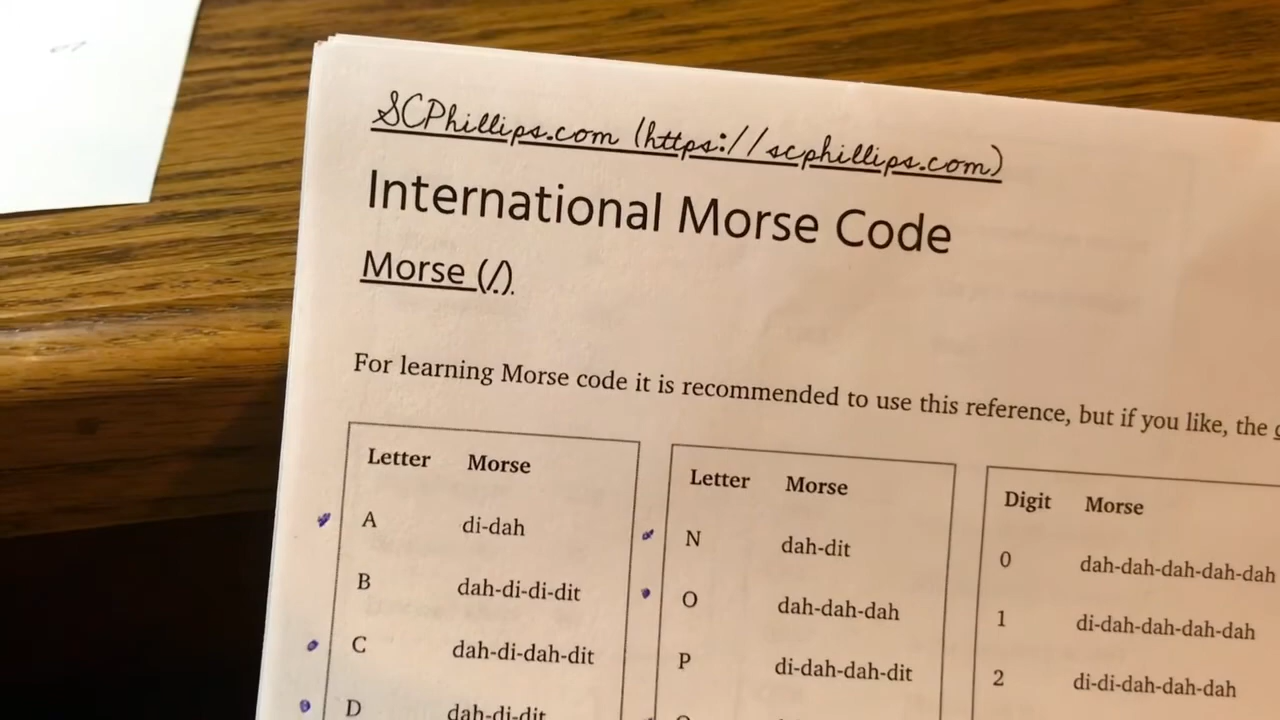 SCPhillips.com (https://scphillips.com)
International Morse Code
Morse (/)
For learning Morse code it is recommended to use this reference, but if you like, the
Letter Morse
A di-dah
B dah-di-di-dit
C dah-di-dah-dit
D dah-di-dit
Letter Morse
N dah-dit
O dah-dah-dah
P di-dah-dah-dit
Digit Morse
0 dah-dah-dah-dah-dah
1 di-dah-dah-dah-dah
2 di-di-dah-dah-dah